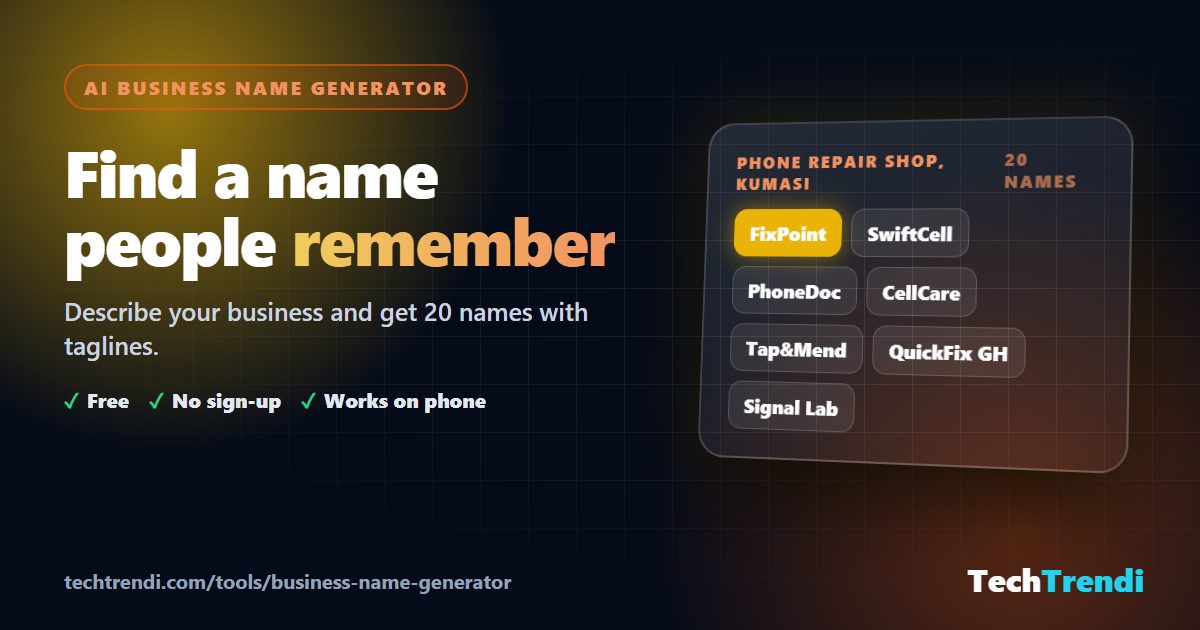 AI BUSINESS NAME GENERATOR
Find a name
people remember
Describe your business and get 20 names with
taglines.
✓ Free ✓ No sign-up ✓ Works on phone
PHONE REPAIR SHOP,
KUMASI
20
NAMES
FixPoint
SwiftCell
PhoneDoc
CellCare
Tap&Mend
QuickFix GH
Signal Lab
techtrendi.com/tools/business-name-generator
TechTrendi